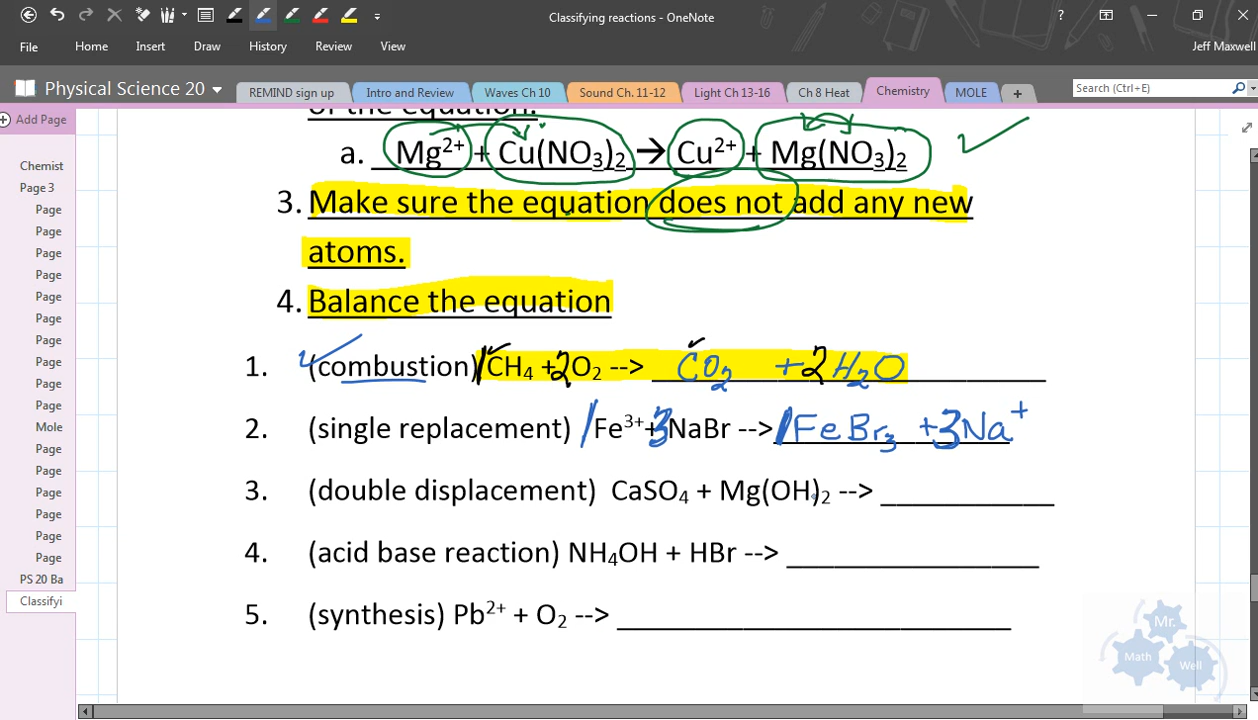 Classifying reactions - OneNote
?
File Home Insert Draw History Review View
Jeff Maxwell
Physical Science 20
REMIND sign up
Intro and Review
Waves Ch 10
Sound Ch. 11-12
Light Ch 13-16
Ch 8 Heat
Chemistry
MOLE
+
Search (Ctrl+E)
Add Page
Chemist
Page 3
Page
Page
Page
Page
Page
Page
Page
Page
Page
Page
Mole
Page
Page
Page
Page
Page
Page
PS 20 Ba
Classifyi
of the equation.
a. Mg²⁺ + Cu(NO₃)₂ → Cu²⁺ + Mg(NO₃)₂ ✓
3. Make sure the equation does not add any new
atoms.
4. Balance the equation
1. (combustion) 1CH₄ + 2O₂ --> CO₂ + 2H₂O
2. (single replacement) 1Fe³⁺ + 3NaBr --> 1FeBr₃ + 3Na⁺
3. (double displacement) CaSO₄ + Mg(OH)₂ --> ____________
4. (acid base reaction) NH₄OH + HBr --> ____________
5. (synthesis) Pb²⁺ + O₂ --> ____________
Mr.
Math
Well